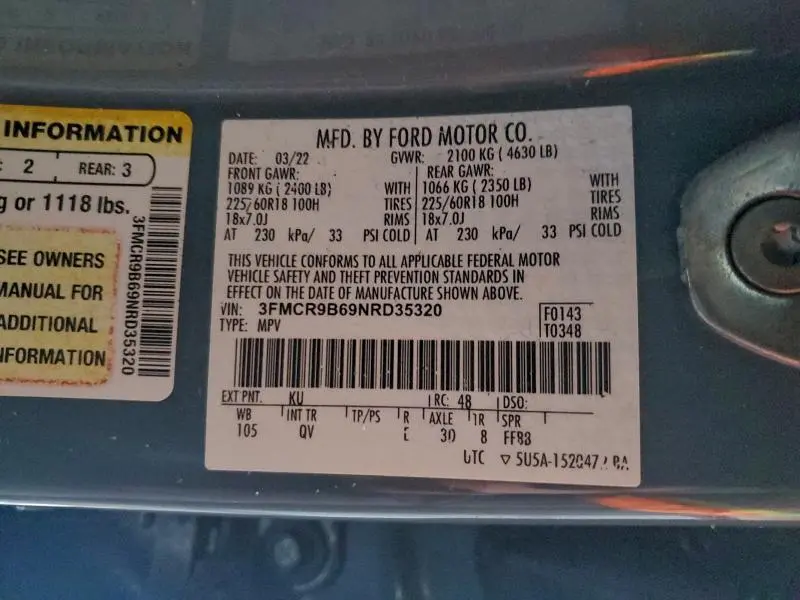 INFORMATION
2 REAR: 3
g or 1118 lbs.
SEE OWNERS
MANUAL FOR
ADDITIONAL
INFORMATION
3FMCR9B69NRD35320
MFD. BY FORD MOTOR CO.
DATE: 03/22 GVWR: 2100 KG ( 4630 LB)
FRONT GAWR: REAR GAWR:
1089 KG ( 2400 LB) WITH 1066 KG ( 2350 LB) WITH
225/60R18 100H TIRES 225/60R18 100H TIRES
18x7.0J RIMS 18x7.0J RIMS
AT 230 kPa/ 33 PSI COLD AT 230 kPa/ 33 PSI COLD
THIS VEHICLE CONFORMS TO ALL APPLICABLE FEDERAL MOTOR
VEHICLE SAFETY AND THEFT PREVENTION STANDARDS IN
EFFECT ON THE DATE OF MANUFACTURE SHOWN ABOVE.
VIN: 3FMCR9B69NRD35320 F0143
TYPE: MPV T0348
EXT PNT. KU RC: 48 DSO:
WB INT TR TP/PS R AXLE TR SPR
105 QV E 30 8 FFBB
UTC